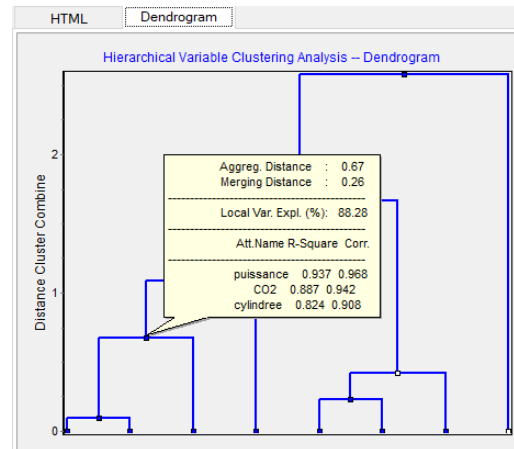 HTML Dendrogram
Hierarchical Variable Clustering Analysis -- Dendrogram
Distance Cluster Combine
2
1
0
Aggreg. Distance : 0.67
Merging Distance : 0.26
Local Var. Expl. (%): 88.28
Att.Name R-Square Corr.
puissance 0.937 0.968
CO2 0.887 0.942
cylindree 0.824 0.908